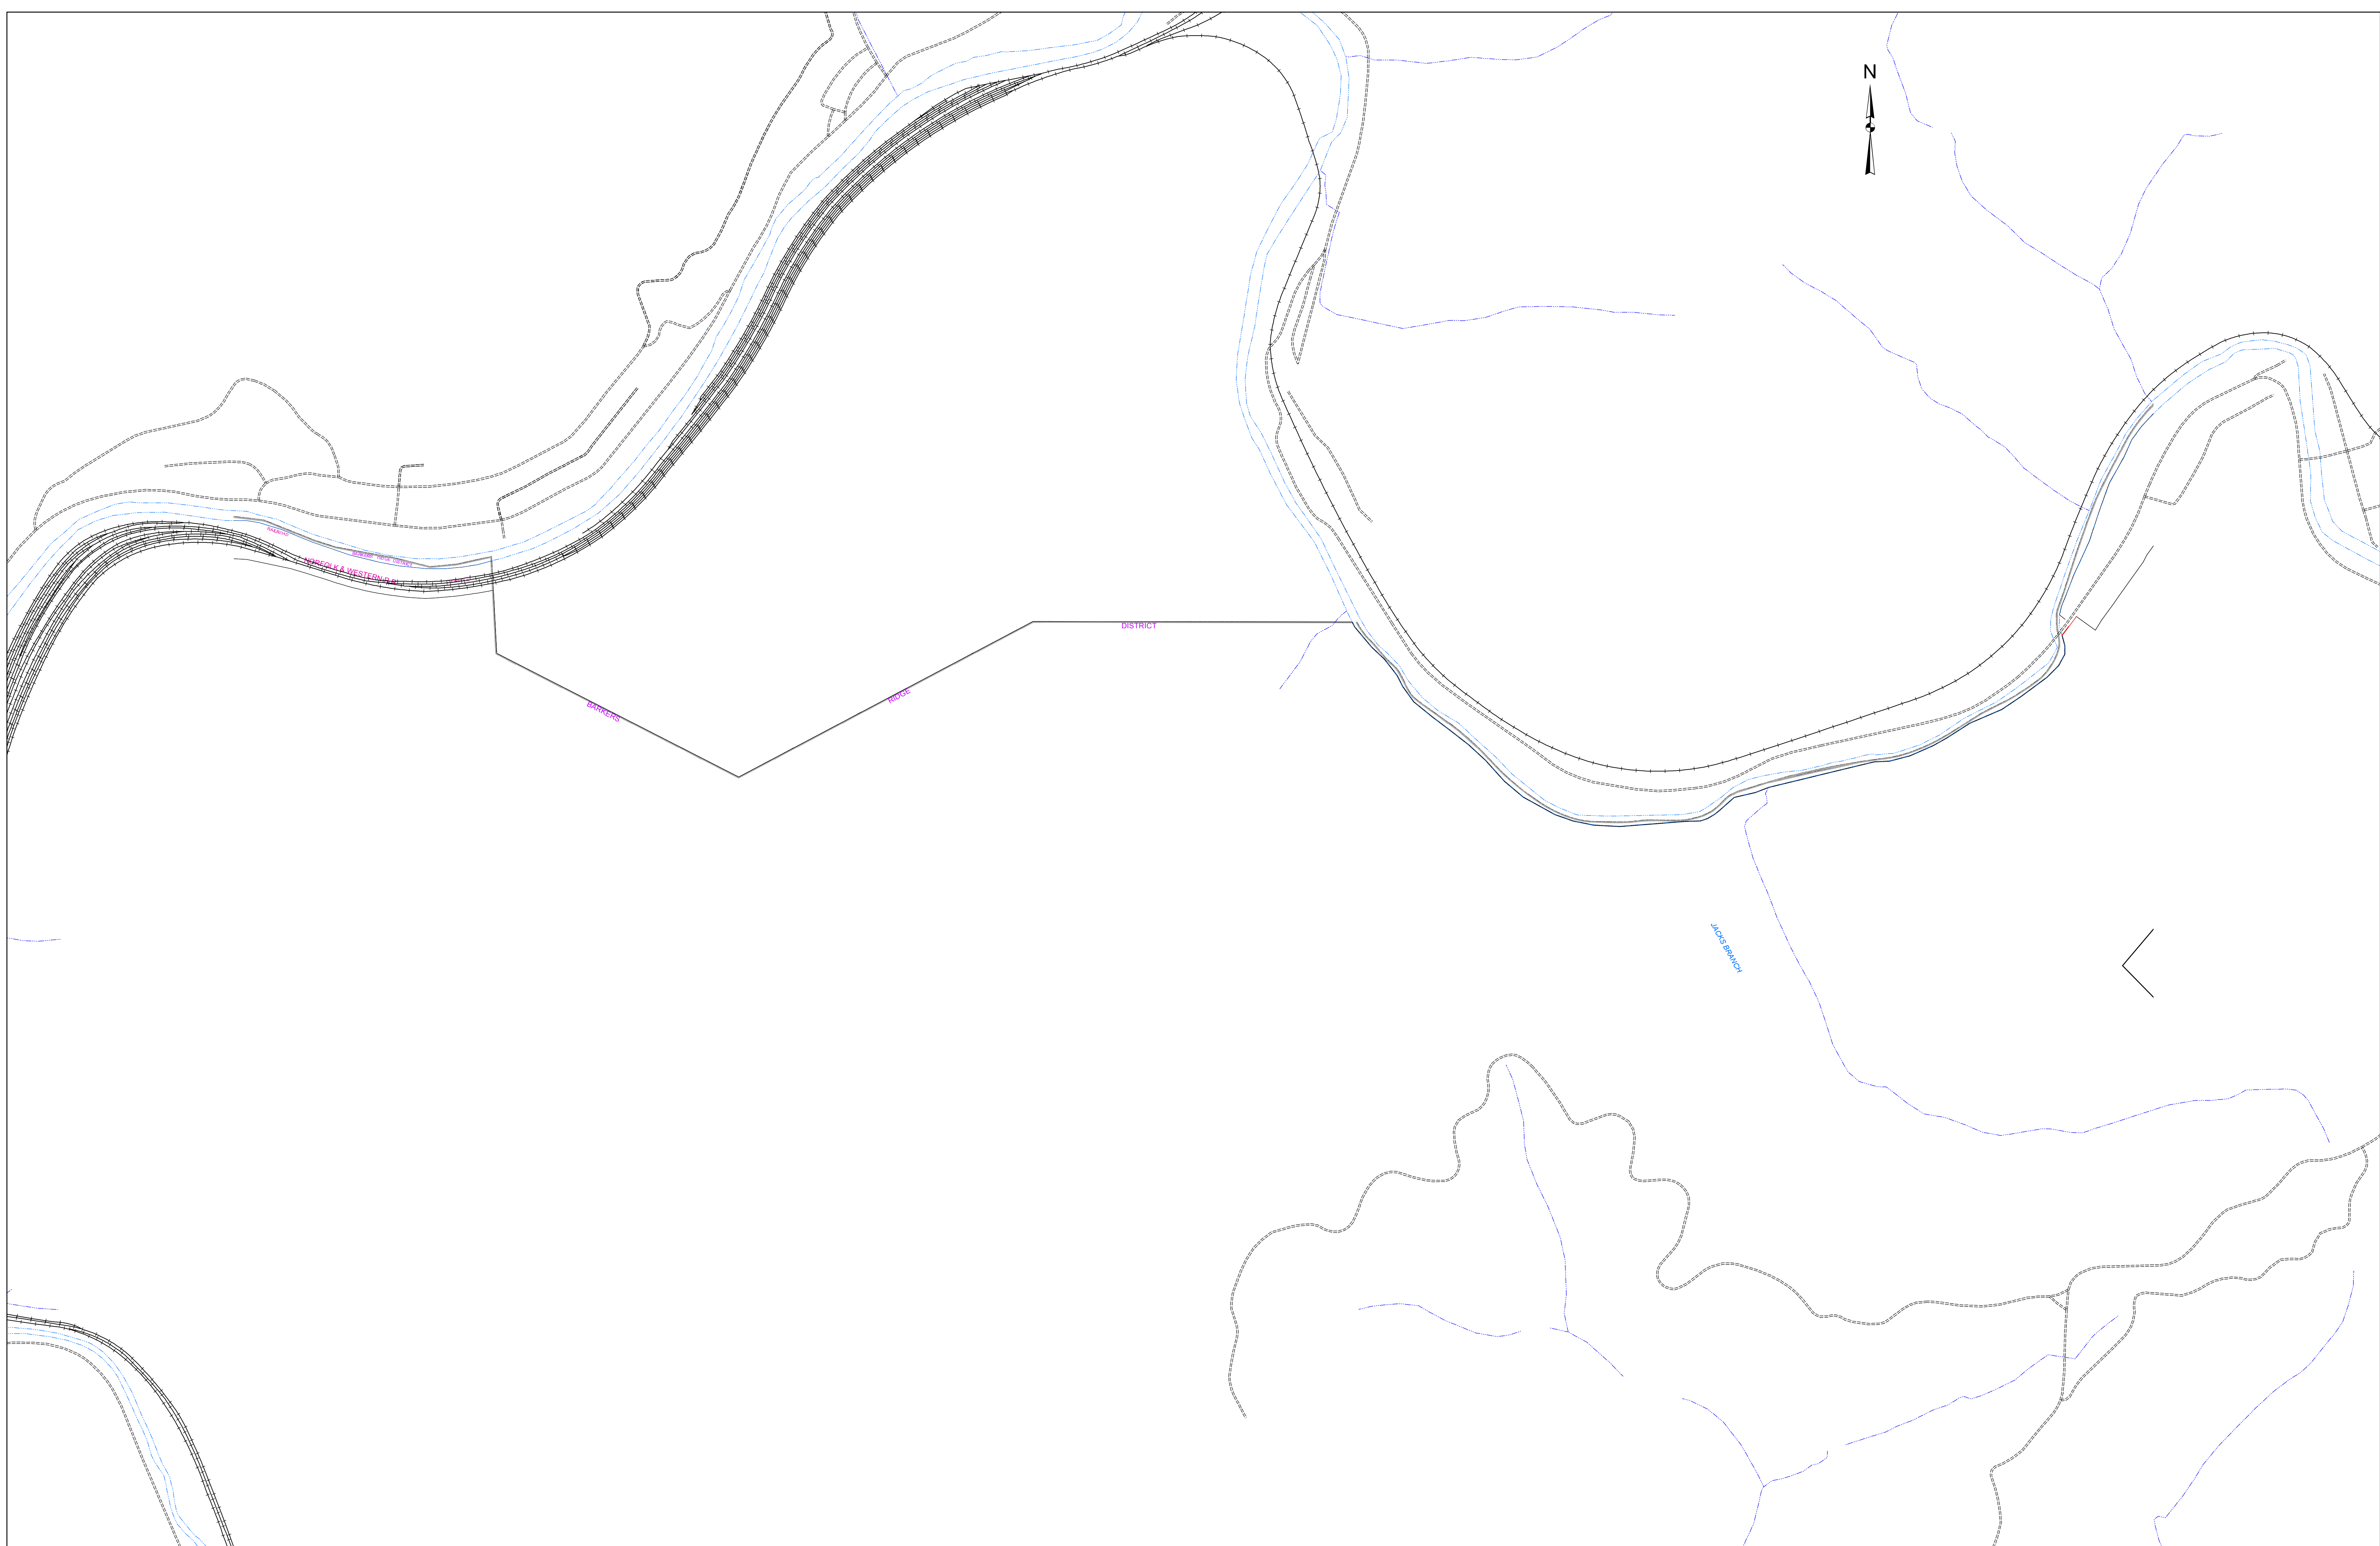 N
NORFOLK & WESTERN R.R.
DISTRICT
RIDGE
BARKERS
JACKS BRANCH